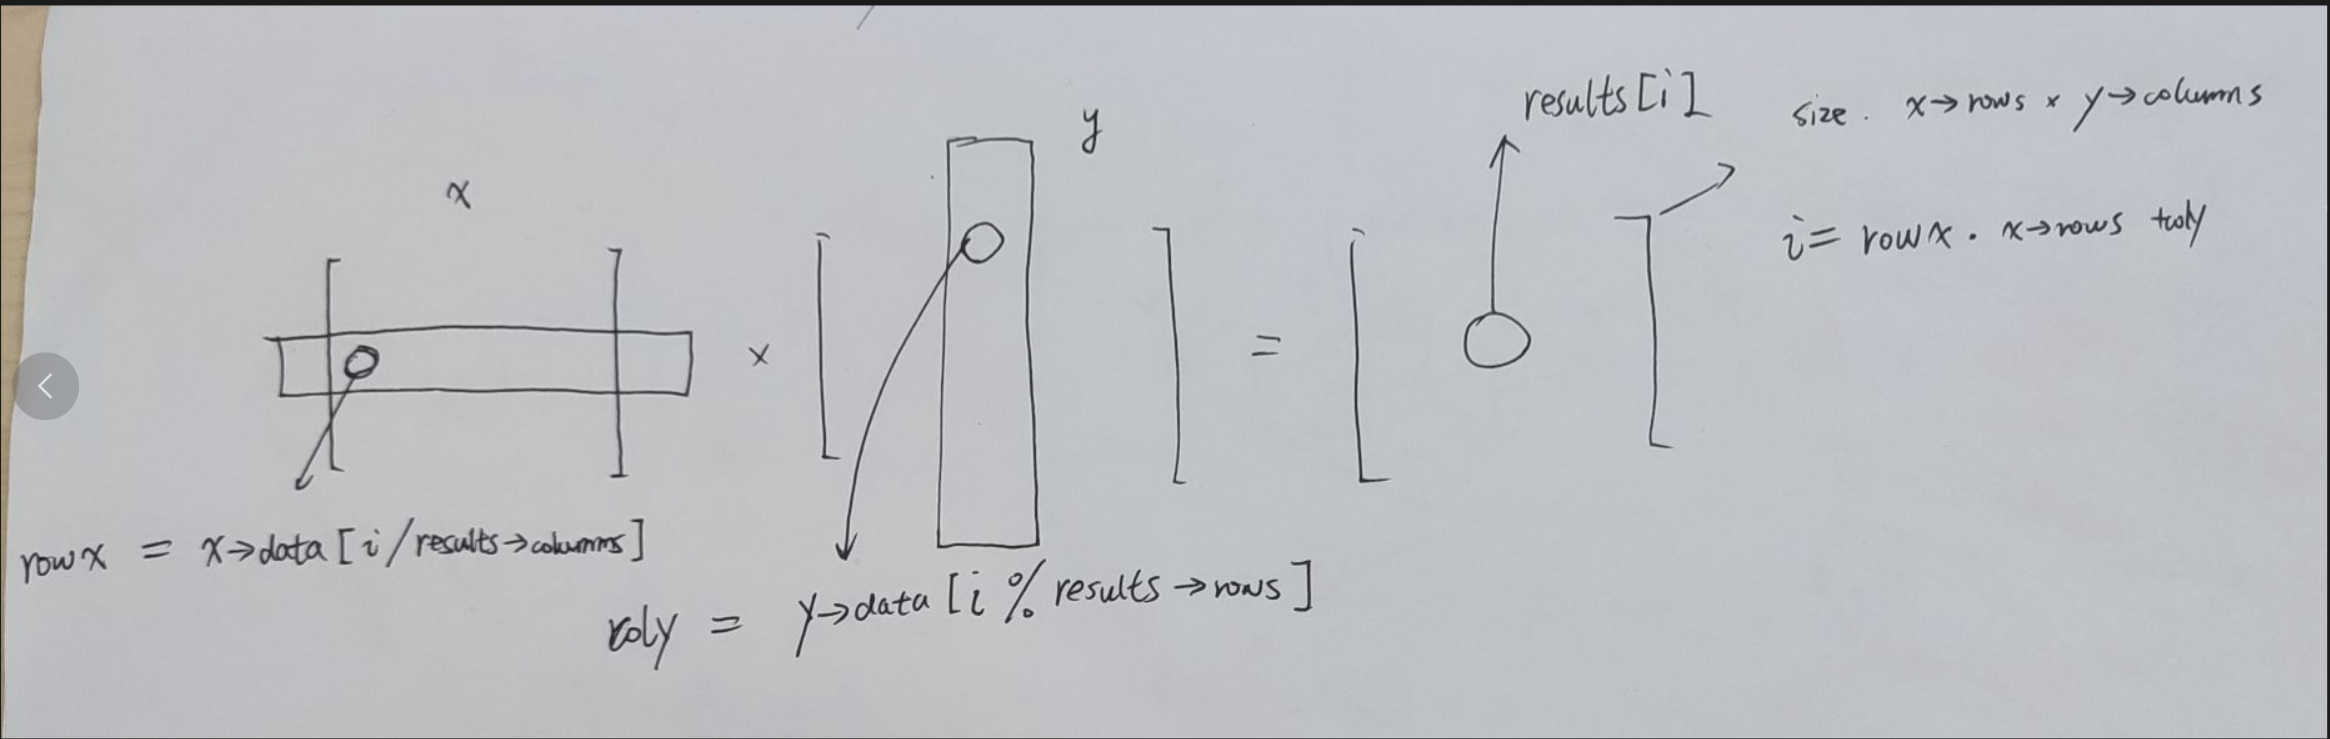 x
y
results[i]
size. x→rows × y→columns
i = rowx · x→rows +coly
×
=
rowx = x→data[i/results→columns]
coly = y→data[i % results→rows]